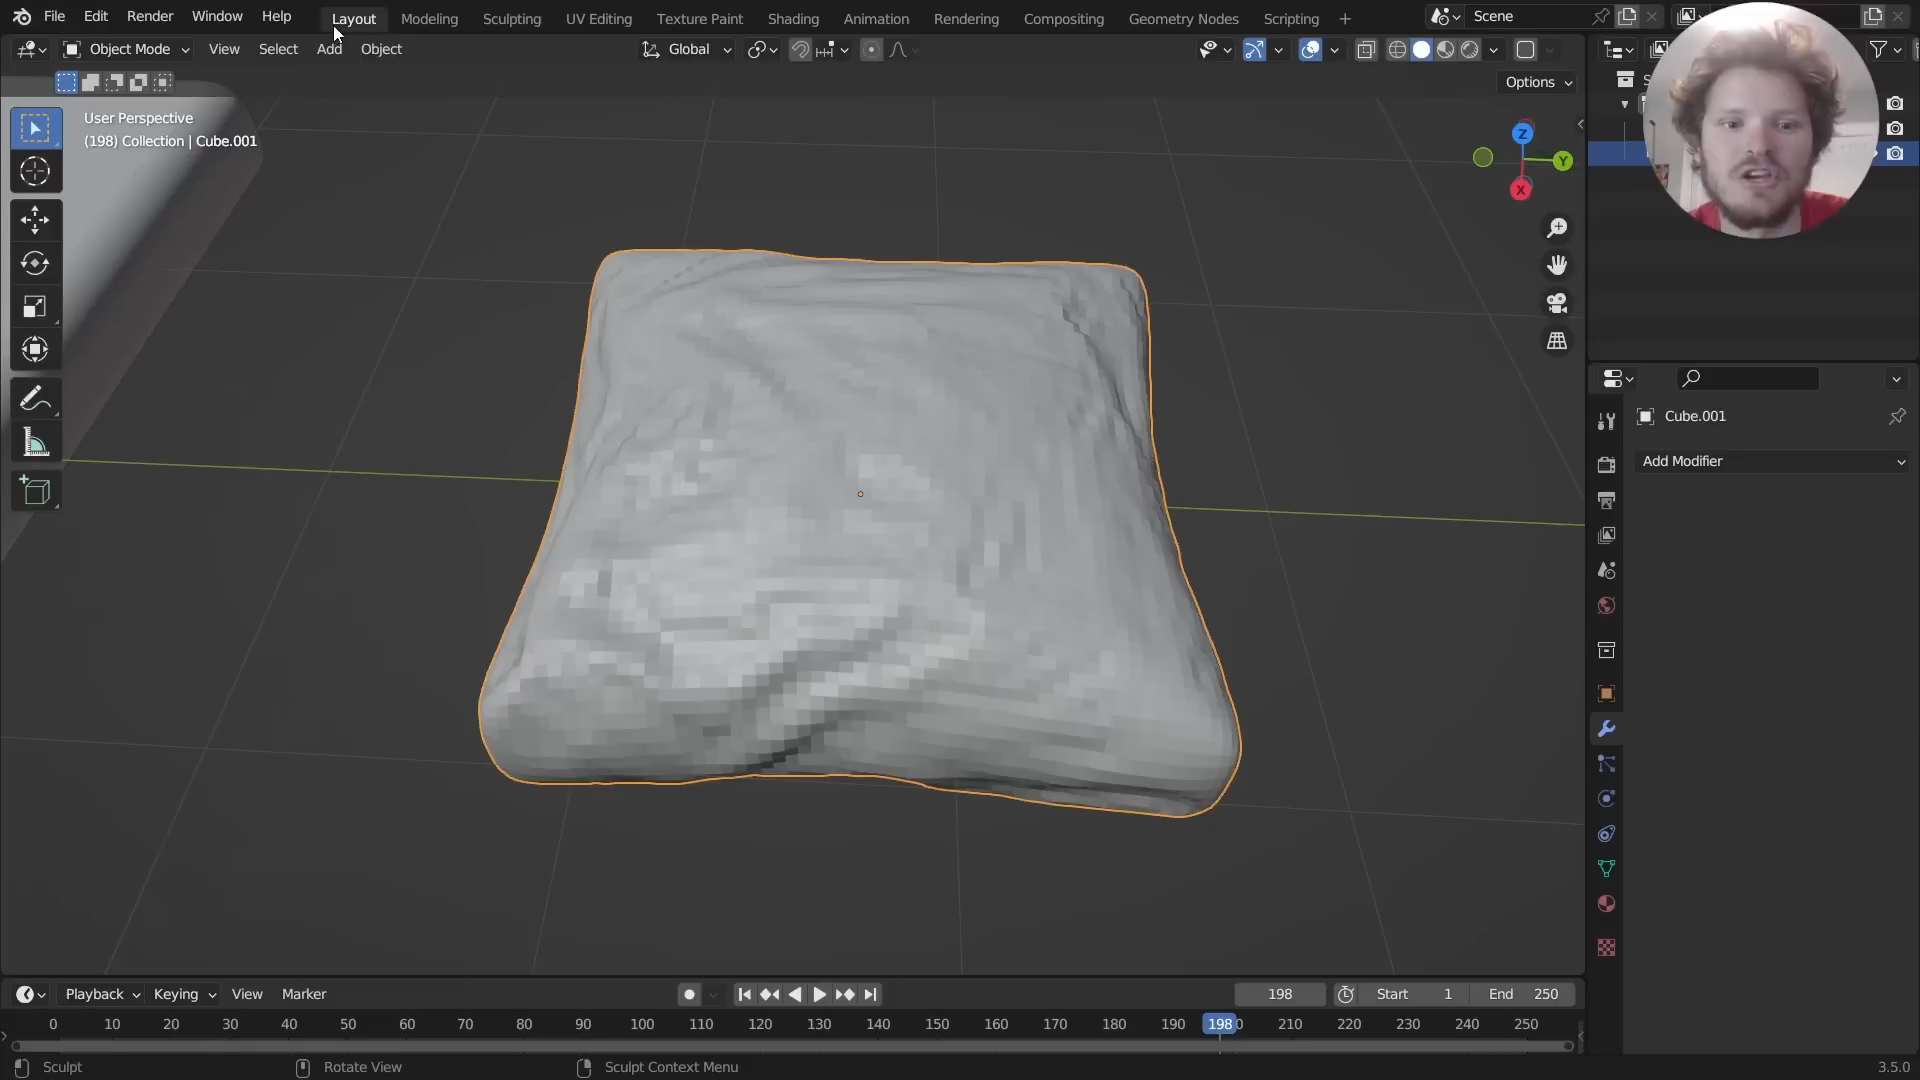 File Edit Render Window Help Layout Modeling Sculpting UV Editing Texture Paint Shading Animation Rendering Compositing Geometry Nodes Scripting + Scene
Object Mode View Select Add Object Global
Options
User Perspective
(198) Collection | Cube.001
Z
Y
X
Cube.001
Add Modifier
Playback Keying View Marker 198 Start 1 End 250
0 10 20 30 40 50 60 70 80 90 100 110 120 130 140 150 160 170 180 190 198 210 220 230 240 250
Sculpt Rotate View Sculpt Context Menu 3.5.0